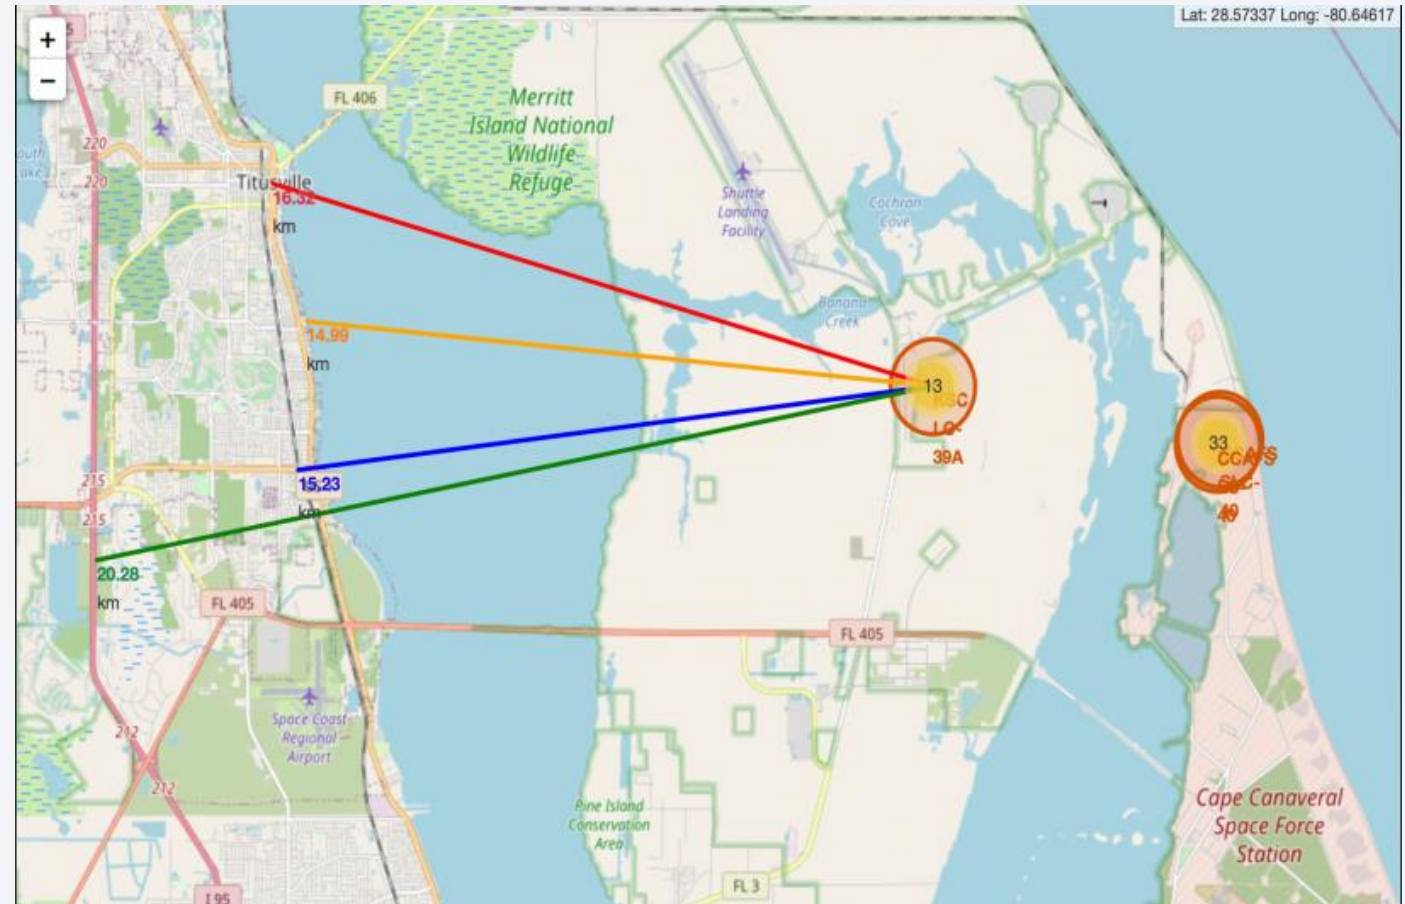 Lat: 28.57337 Long: -80.64617
+
−
FL 406
Merritt
Island National
Wildlife
Refuge
220
220
Titusville
16.32
km
Shuttle
Landing
Facility
Cochran
Cove
Banana
Creek
14.99
km
13
KSC
LC-
39A
33
215
215
15.23
km
20.28
km
FL 405
FL 405
Space Coast
Regional
Airport
212
212
Pine Island
Conservation
Area
Cape Canaveral
Space Force
Station
FL 3
I 95